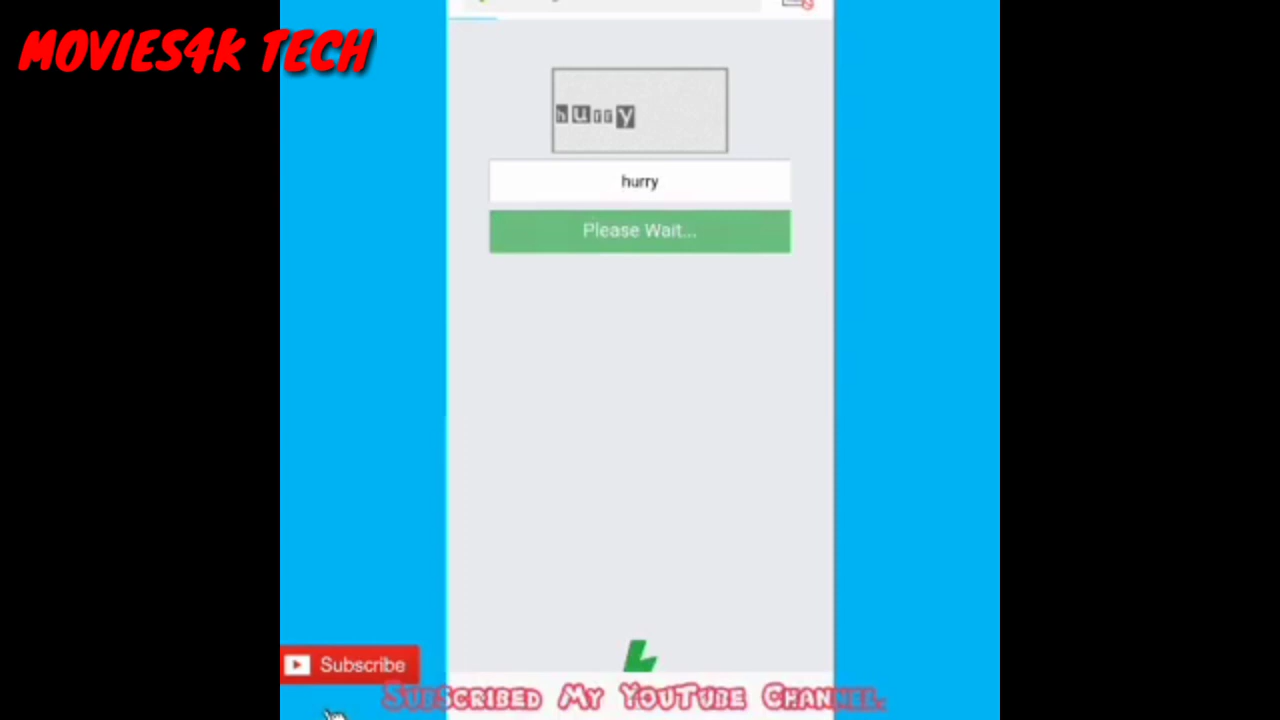 MOVIES4K TECH
hurry
hurry
Please Wait...
Subscribe
Subscribed My YouTube Channel.